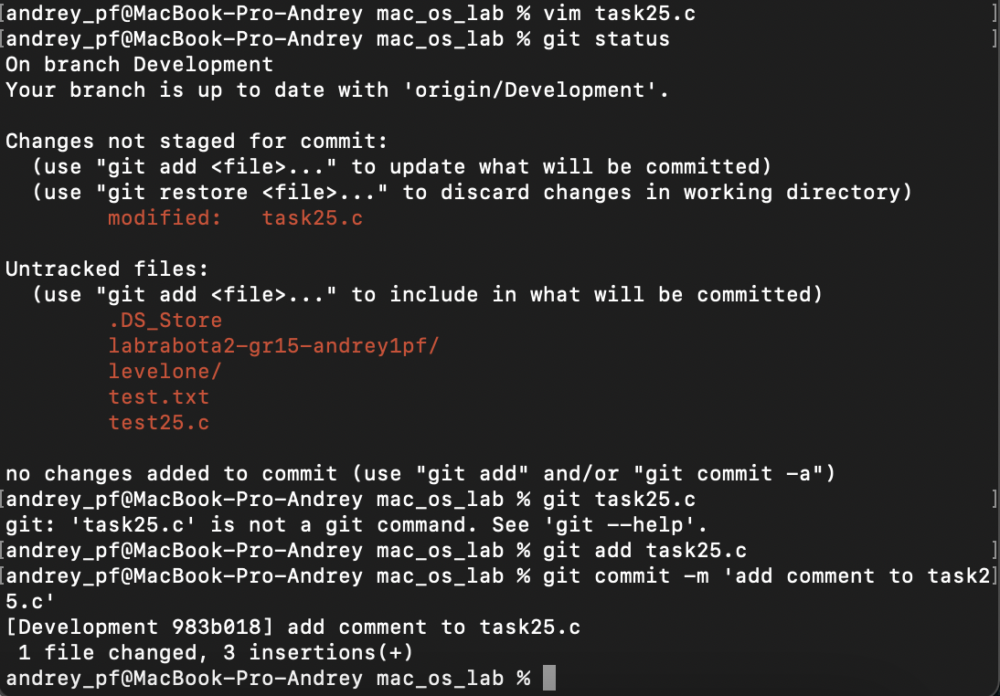 [andrey_pf@MacBook-Pro-Andrey mac_os_lab % vim task25.c ]
[andrey_pf@MacBook-Pro-Andrey mac_os_lab % git status ]
On branch Development
Your branch is up to date with 'origin/Development'.
Changes not staged for commit:
(use "git add <file>..." to update what will be committed)
(use "git restore <file>..." to discard changes in working directory)
modified: task25.c
Untracked files:
(use "git add <file>..." to include in what will be committed)
.DS_Store
labrabota2-gr15-andrey1pf/
levelone/
test.txt
test25.c
no changes added to commit (use "git add" and/or "git commit -a")
[andrey_pf@MacBook-Pro-Andrey mac_os_lab % git task25.c ]
git: 'task25.c' is not a git command. See 'git --help'.
[andrey_pf@MacBook-Pro-Andrey mac_os_lab % git add task25.c ]
[andrey_pf@MacBook-Pro-Andrey mac_os_lab % git commit -m 'add comment to task2]
5.c'
[Development 983b018] add comment to task25.c
1 file changed, 3 insertions(+)
andrey_pf@MacBook-Pro-Andrey mac_os_lab %